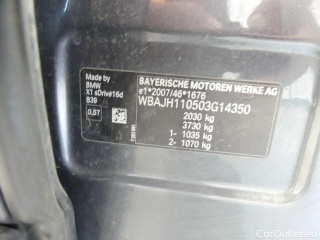 Made by
BMW
X1 sDrive16d
B39
0,57
BAYERISCHE MOTOREN WERKE AG
e1*2007/46*1676
WBAJH110503G14350
2030 kg
3730 kg
1- 1035 kg
2- 1070 kg
CarOutlet.eu